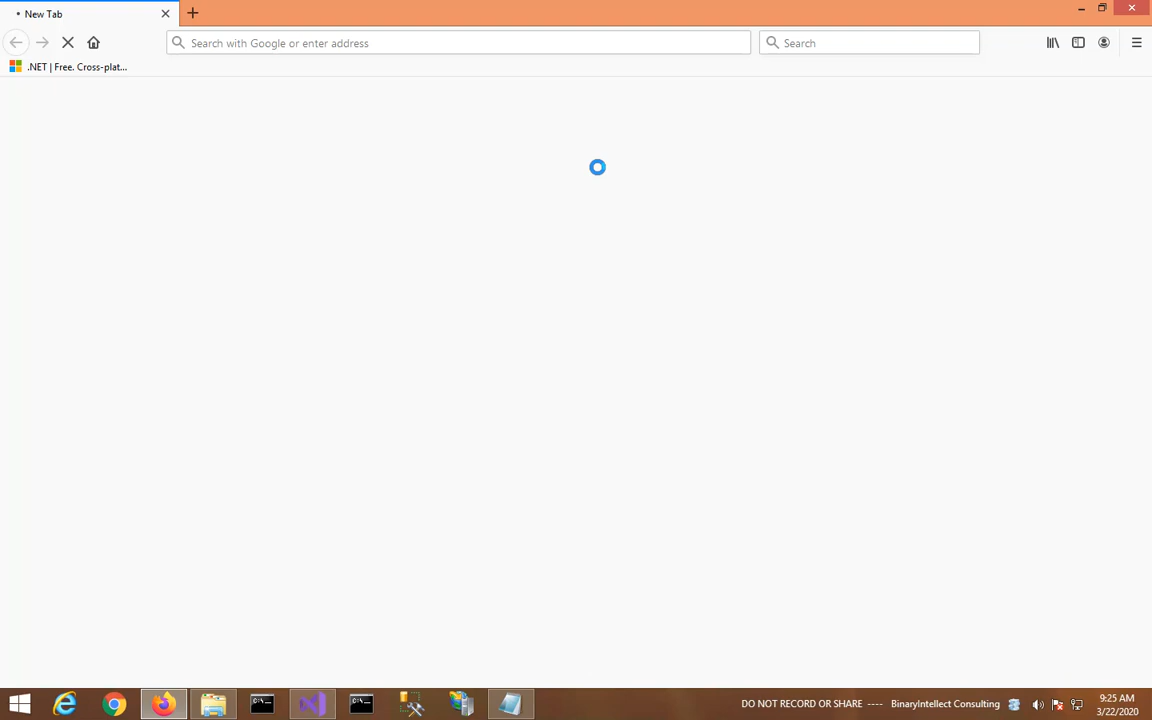 New Tab
Search with Google or enter address
Search
.NET | Free. Cross-plat...
DO NOT RECORD OR SHARE ---- BinaryIntellect Consulting
9:25 AM
3/22/2020